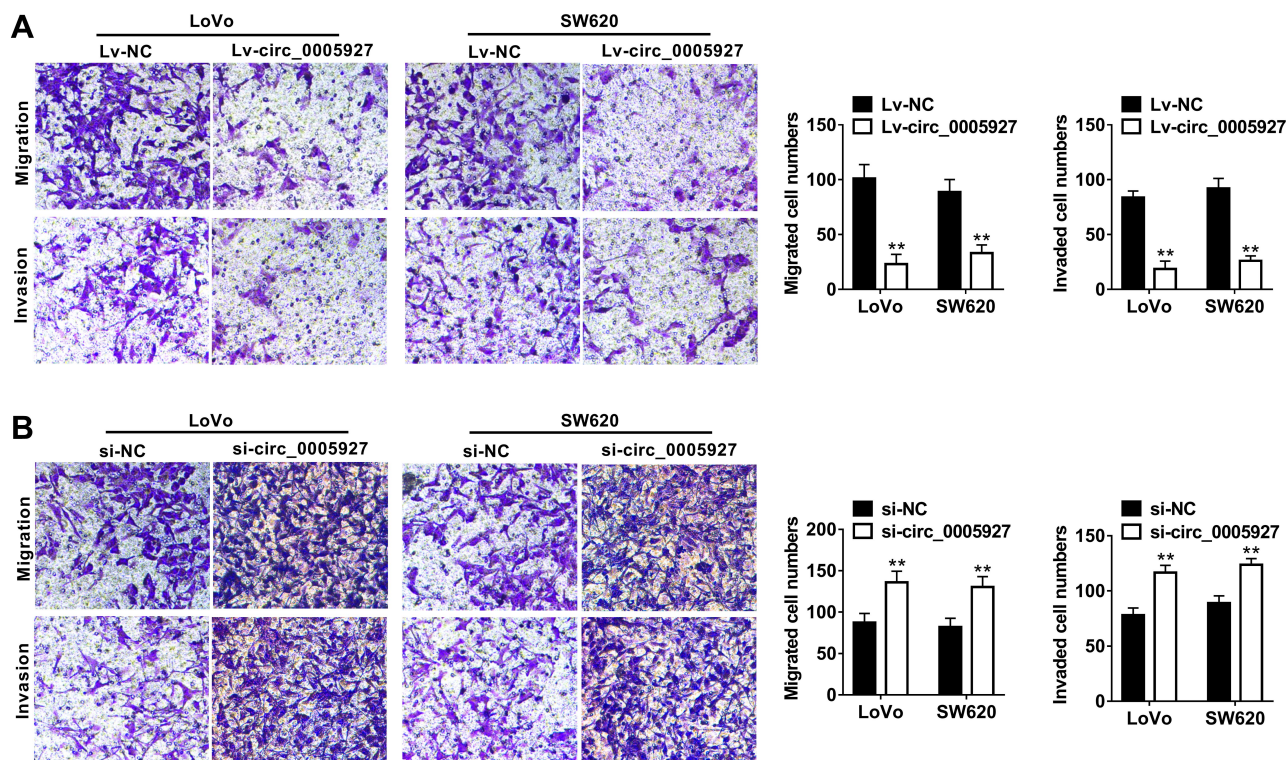 A
LoVo
SW620
Lv-NC
Lv-circ_0005927
Lv-NC
Lv-circ_0005927
Migration
Invasion
Lv-NC
Lv-circ_0005927
Migrated cell numbers
150
100
50
0
**
**
LoVo
SW620
Lv-NC
Lv-circ_0005927
Invaded cell numbers
150
100
50
0
**
**
LoVo
SW620
B
LoVo
SW620
si-NC
si-circ_0005927
si-NC
si-circ_0005927
Migration
Invasion
si-NC
si-circ_0005927
Migrated cell numbers
200
150
100
50
0
**
**
LoVo
SW620
si-NC
si-circ_0005927
Invaded cell numbers
150
100
50
0
**
**
LoVo
SW620